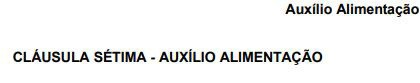 Auxílio Alimentação
CLÁUSULA SÉTIMA - AUXÍLIO ALIMENTAÇÃO